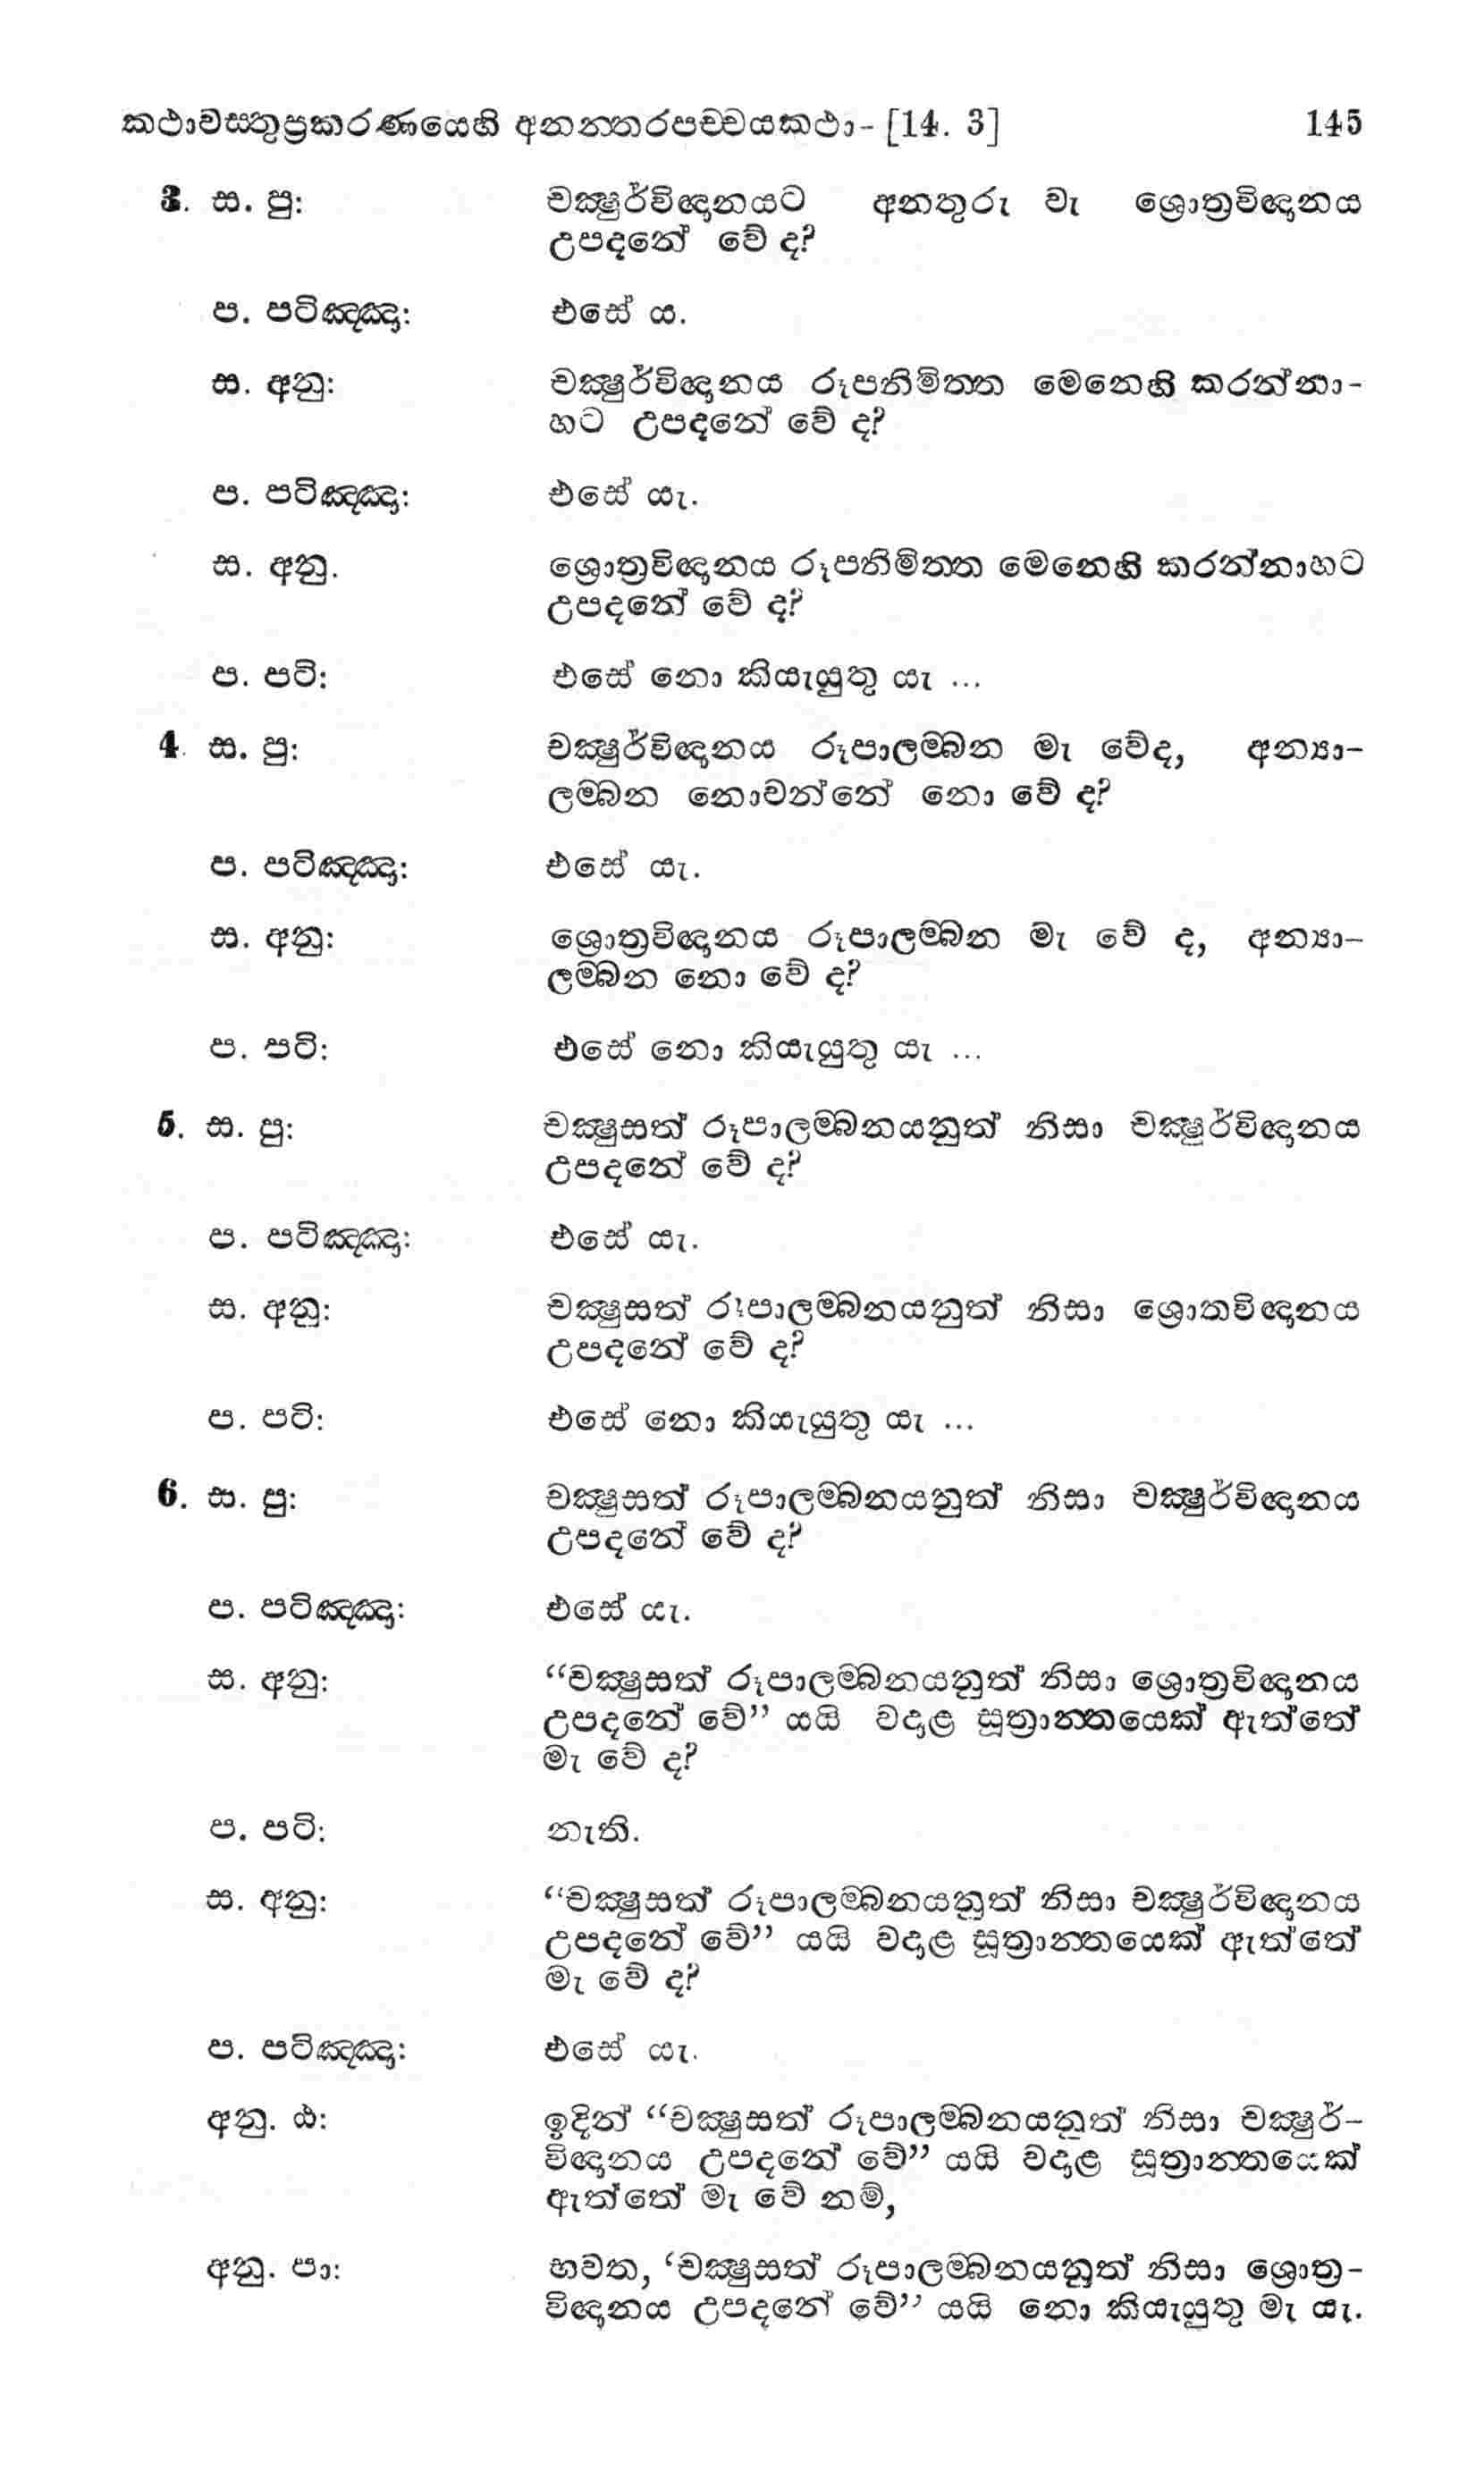 කථාවස්තුප්‍රකරණයෙහි අනන්තරපච්චයකථා- [14. 3] 145
3. ස. පු: චක්‍ෂුර්විඥානයට අනතුරු වැ ශ්‍රොත්‍රවිඥානය
උපදනේ වේ ද?
ප. පටිඤ්ඤා: එසේ ය.
ස. අනු: චක්‍ෂුර්විඥානය රූපනිමිත්ත මෙනෙහි කරන්නා-
හට උපදනේ වේ ද?
ප. පටිඤ්ඤා: එසේ යැ.
ස. අනු. ශ්‍රොත්‍රවිඥානය රූපනිමිත්ත මෙනෙහි කරන්නාහට
උපදනේ වේ ද?
ප. පටි: එසේ නො කියැයුතු යැ ...
4. ස. පු: චක්‍ෂුර්විඥානය රූපාලම්බන මැ වේද, අන්‍යා-
ලම්බන නොවන්නේ නො වේ ද?
ප. පටිඤ්ඤා: එසේ යැ.
ස. අනු: ශ්‍රොත්‍රවිඥානය රූපාලම්බන මැ වේ ද, අන්‍යා-
ලම්බන නො වේ ද?
ප. පටි: එසේ නො කියැයුතු යැ ...
5. ස. පු: චක්‍ෂුසත් රූපාලම්බනයනුත් නිසා චක්‍ෂුර්විඥානය
උපදනේ වේ ද?
ප. පටිඤ්ඤා: එසේ යැ.
ස. අනු: චක්‍ෂුසත් රූපාලම්බනයනුත් නිසා ශ්‍රොතවිඥානය
උපදනේ වේ ද?
ප. පටි: එසේ නො කියැයුතු යැ ...
6. ස. පු: චක්‍ෂුසත් රූපාලම්බනයනුත් නිසා චක්‍ෂුර්විඥානය
උපදනේ වේ ද?
ප. පටිඤ්ඤා: එසේ යැ.
ස. අනු: “චක්‍ෂුසත් රූපාලම්බනයනුත් නිසා ශ්‍රොත්‍රවිඥානය
උපදනේ වේ” යයි වදාළ සූත්‍රාන්තයෙක් ඇත්තේ
මැ වේ ද?
ප. පටි: නැති.
ස. අනු: “චක්‍ෂුසත් රූපාලම්බනයනුත් නිසා චක්‍ෂුර්විඥානය
උපදනේ වේ” යයි වදාළ සූත්‍රාන්තයෙක් ඇත්තේ
මැ වේ ද?
ප. පටිඤ්ඤා: එසේ යැ.
අනු. ඨ: ඉදින් “චක්‍ෂුසත් රූපාලම්බනයනුත් නිසා චක්‍ෂුර්-
විඥානය උපදනේ වේ” යයි වදාළ සූත්‍රාන්තයෙක්
ඇත්තේ මැ වේ නම්,
අනු. පා: භවත, ‘චක්‍ෂුසත් රූපාලම්බනයනුත් නිසා ශ්‍රොත්‍ර-
විඥානය උපදනේ වේ” යයි නො කියැයුතු මැ යැ.